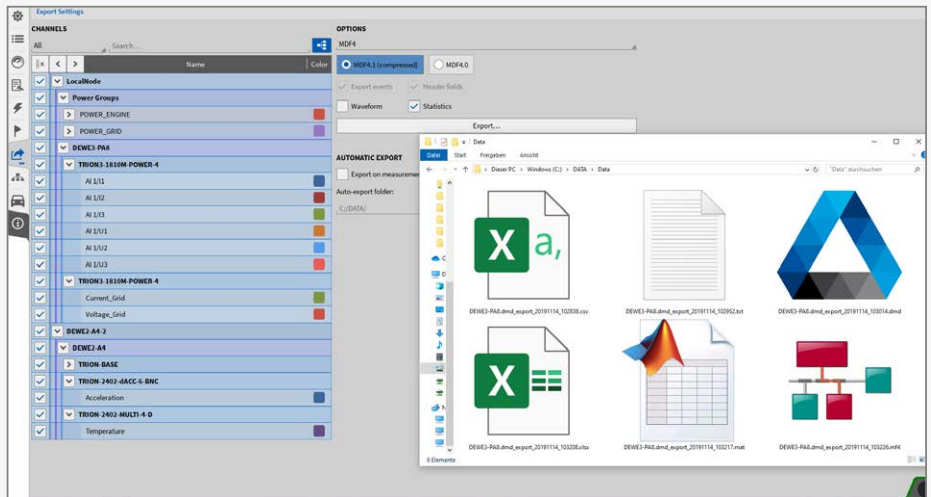 Export Settings
CHANNELS
All
Search...
Name
Color
LocalNode
Power Groups
POWER_ENGINE
POWER_GRID
DEWE3-PA8
TRION3-1810M-POWER-4
AI 1/I1
AI 1/I2
AI 1/I3
AI 1/U1
AI 1/U2
AI 1/U3
TRION3-1810M-POWER-4
Current_Grid
Voltage_Grid
DEWE2-A4-2
DEWE2-A4
TRION-BASE
TRION-2402-dACC-6-BNC
Acceleration
TRION-2402-MULTI-4-D
Temperature
OPTIONS
MDF4
MDF4.1 (compressed)
MDF4.0
Export events
Header fields
Waveform
Statistics
Export...
AUTOMATIC EXPORT
Export on measuremen
Auto-export folder:
C:/DATA/
Data
Datei
Start
Freigeben
Ansicht
Dieser PC > Windows (C:) > DATA > Data
"Data" durchsuchen
a,
DEWE3-PA8.dmd_export_20191114_102838.csv
DEWE3-PA8.dmd_export_20191114_102952.txt
DEWE3-PA8.dmd_export_20191114_103014.dmd
X
DEWE3-PA8.dmd_export_20191114_103208.xlsx
DEWE3-PA8.dmd_export_20191114_103217.mat
DEWE3-PA8.dmd_export_20191114_103226.mf4
6 Elemente